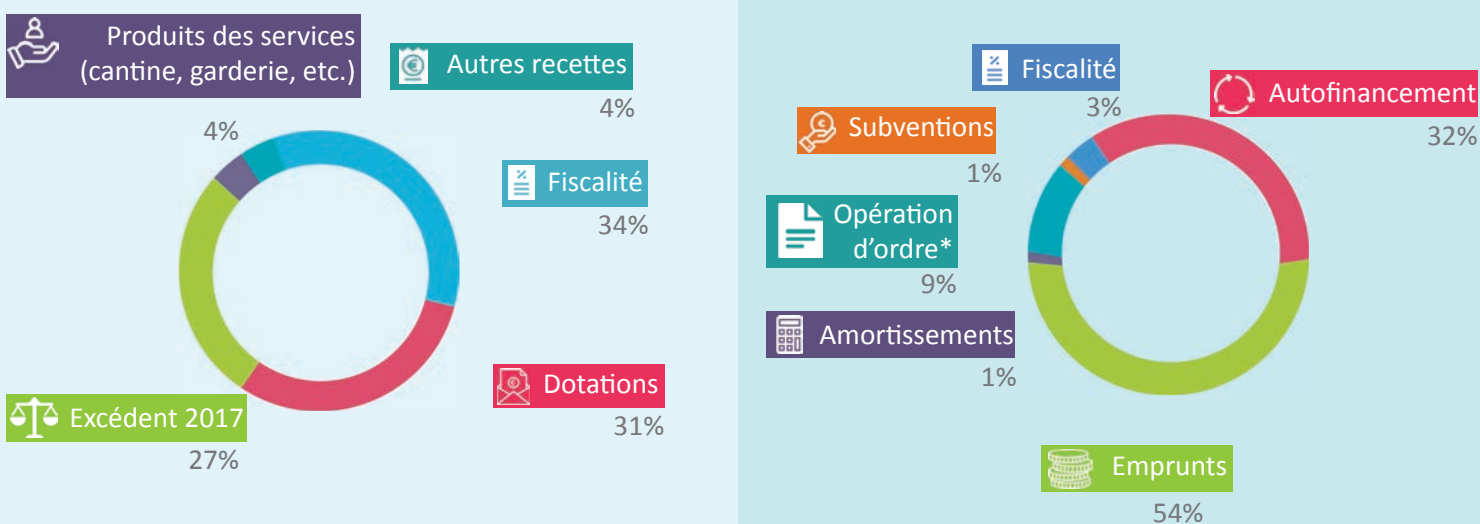 Produits des services
(cantine, garderie, etc.)
4%
Autres recettes
4%
Fiscalité
34%
Dotations
31%
Excédent 2017
27%
Fiscalité
3%
Autofinancement
32%
Subventions
1%
Opération
d'ordre*
9%
Amortissements
1%
Emprunts
54%